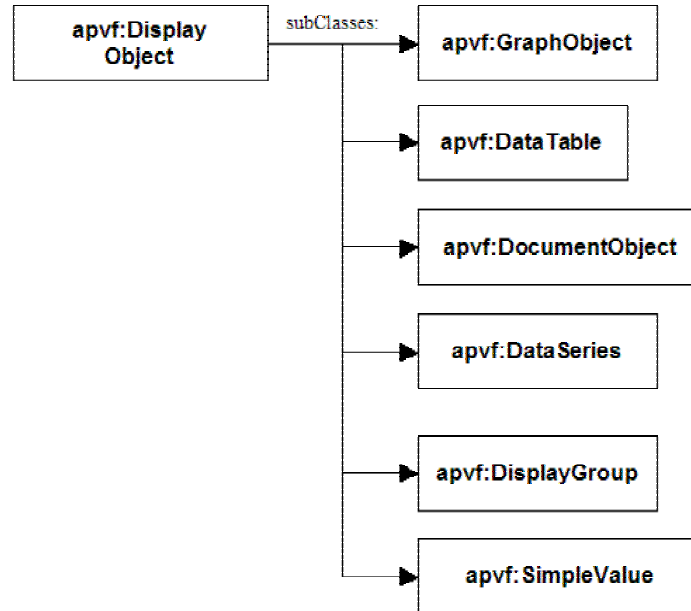 apvf:Display
Object
subClasses:
apvf:GraphObject
apvf:DataTable
apvf:DocumentObject
apvf:DataSeries
apvf:DisplayGroup
apvf:SimpleValue